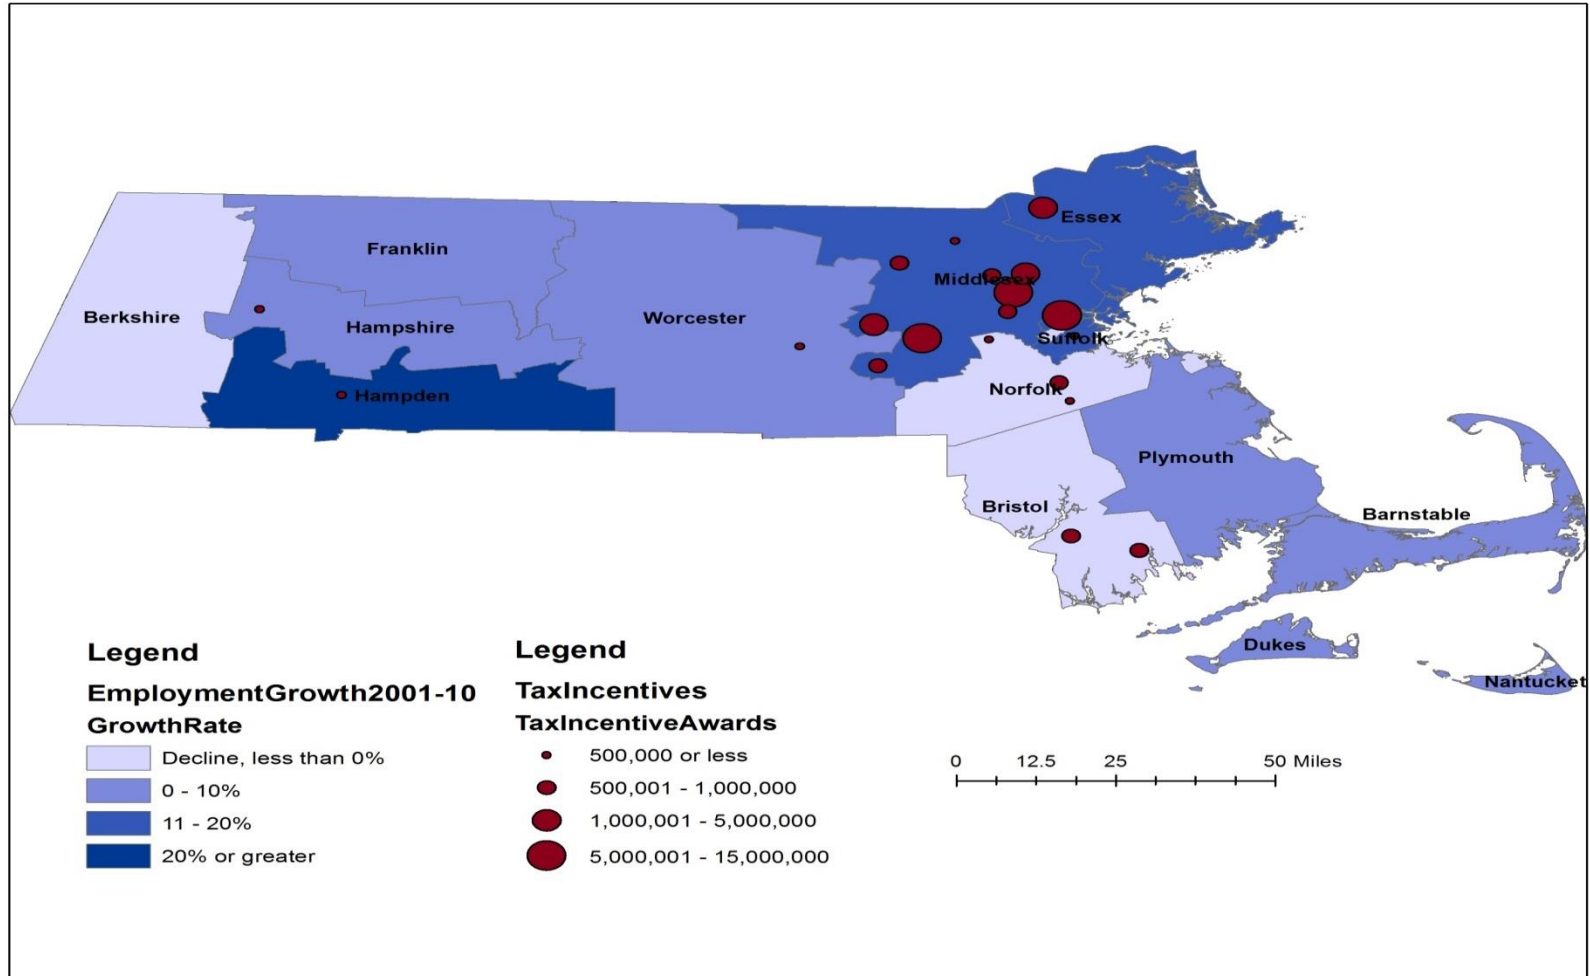 Essex
Franklin
Middlesex
Berkshire
Hampshire
Worcester
Suffolk
Norfolk
Hampden
Plymouth
Bristol
Barnstable
Dukes
Nantucket
Legend
EmploymentGrowth2001-10
GrowthRate
Decline, less than 0%
0 - 10%
11 - 20%
20% or greater
Legend
TaxIncentives
TaxIncentiveAwards
500,000 or less
500,001 - 1,000,000
1,000,001 - 5,000,000
5,000,001 - 15,000,000
0 12.5 25 50 Miles